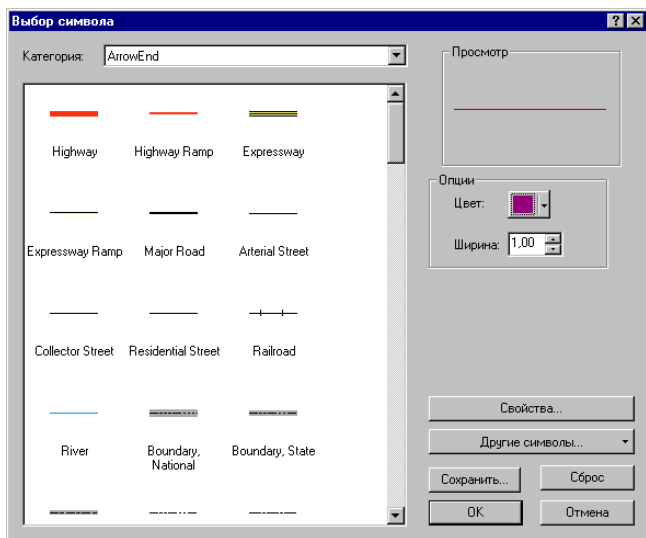 Выбор символа
Категория: ArrowEnd
Highway Highway Ramp Expressway
Expressway Ramp Major Road Arterial Street
Collector Street Residential Street Railroad
River Boundary, National Boundary, State
Просмотр
Опции
Цвет:
Ширина: 1,00
Свойства...
Другие символы...
Сохранить... Сброс
OK Отмена